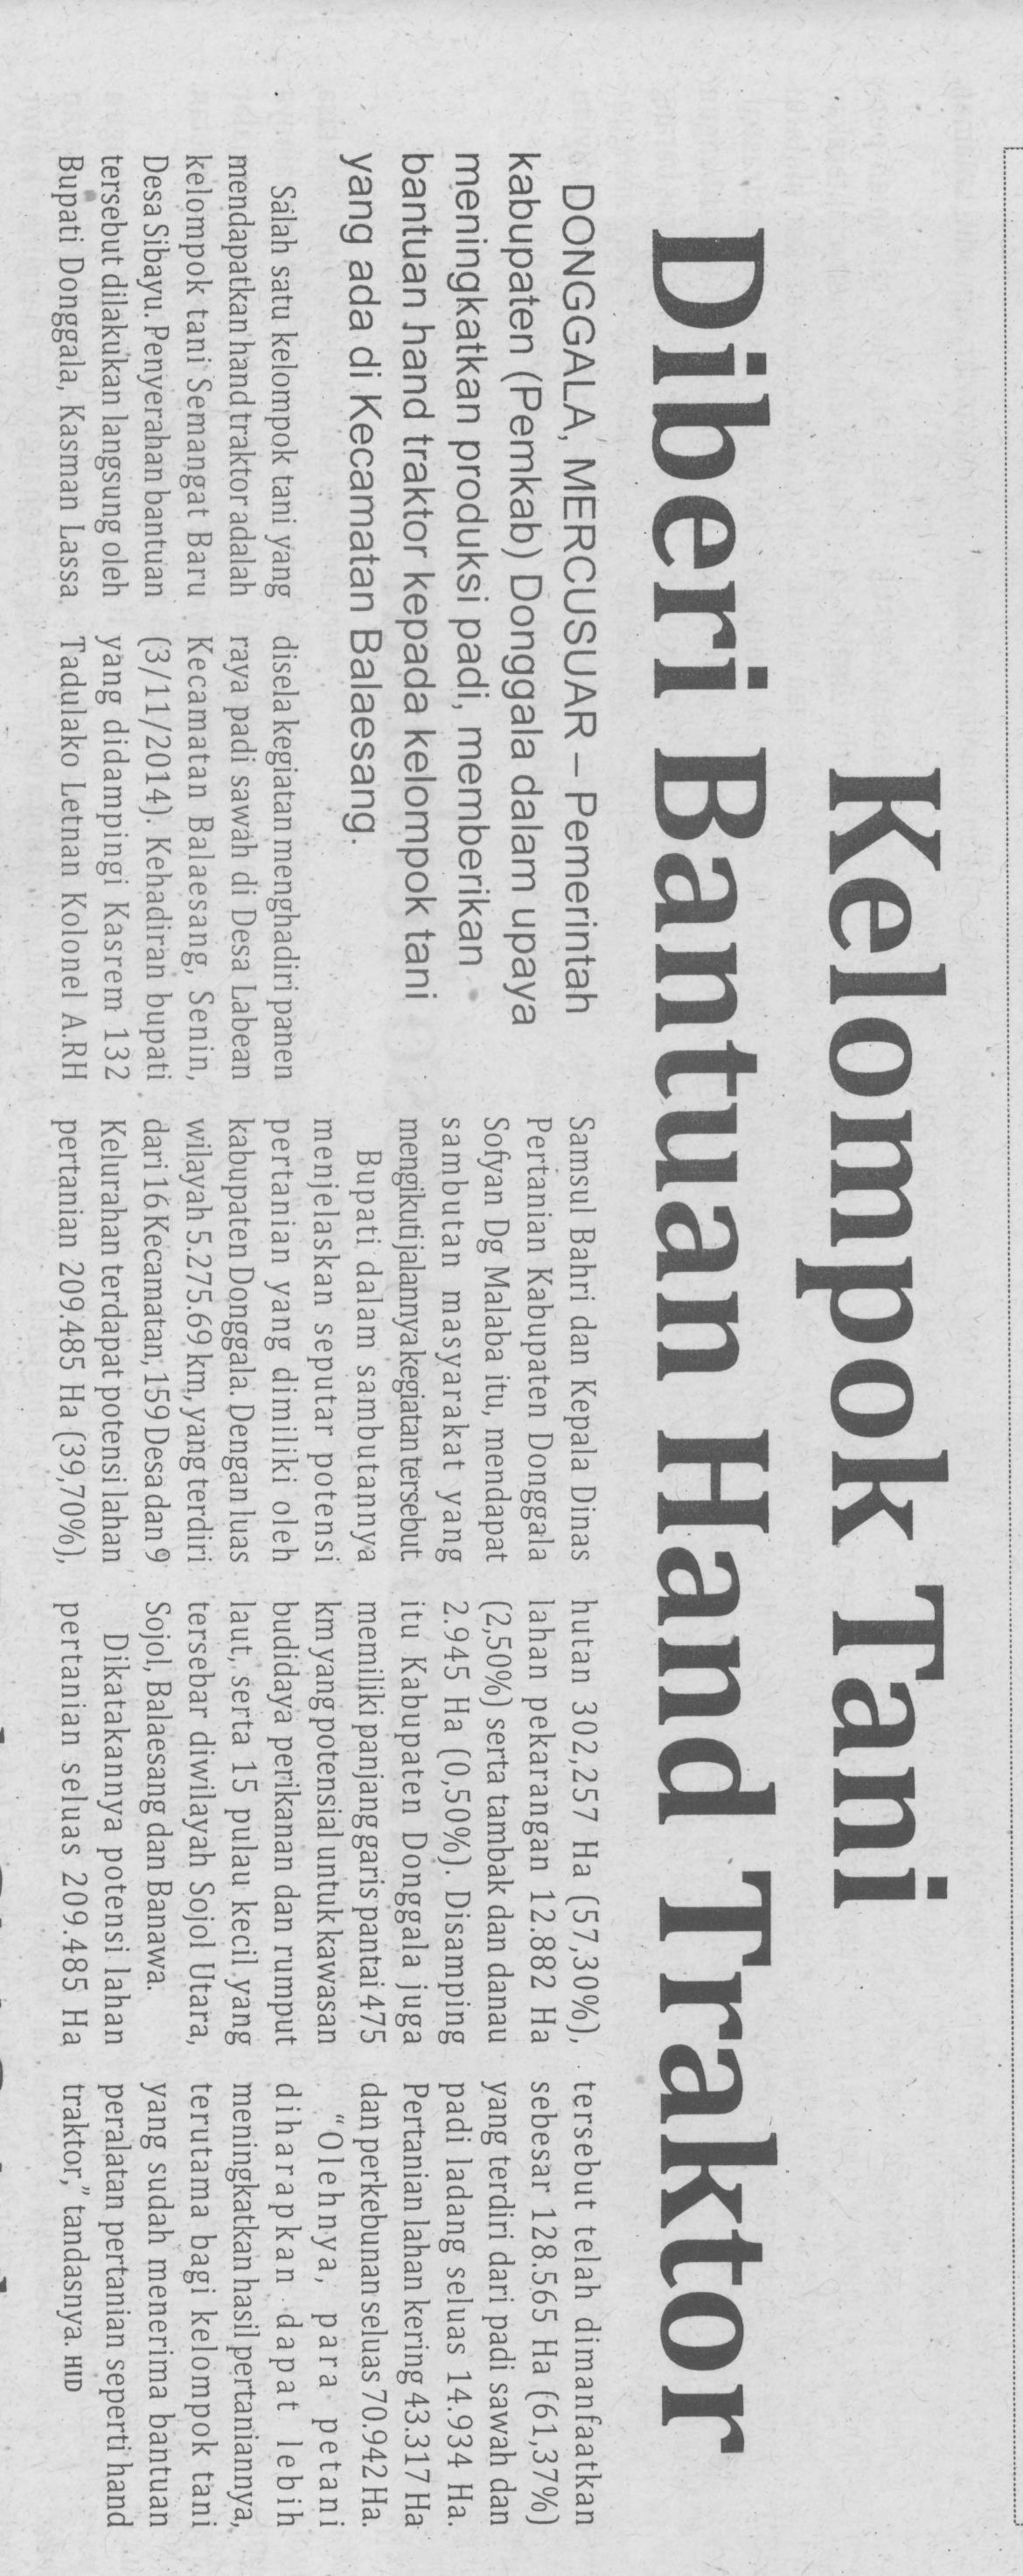 Kelompok Tani
Diberi Bantuan Hand Traktor
DONGGALA, MERCUSUAR – Pemerintah
kabupaten (Pemkab) Donggala dalam upaya
meningkatkan produksi padi, memberikan
bantuan hand traktor kepada kelompok tani
yang ada di Kecamatan Balaesang.
Salah satu kelompok tani yang
mendapatkan hand traktor adalah
kelompok tani Semangat Baru
Desa Sibayu. Penyerahan bantuan
tersebut dilakukan langsung oleh
Bupati Donggala, Kasman Lassa
disela kegiatan menghadiri panen
raya padi sawah di Desa Labean
Kecamatan Balaesang, Senin,
(3/11/2014). Kehadiran bupati
yang didampingi Kasrem 132
Tadulako Letnan Kolonel A.RH
Samsul Bahri dan Kepala Dinas
Pertanian Kabupaten Donggala
Sofyan Dg Malaba itu, mendapat
sambutan masyarakat yang
mengikuti jalannya kegiatan tersebut.
Bupati dalam sambutannya
menjelaskan seputar potensi
pertanian yang dimiliki oleh
kabupaten Donggala. Dengan luas
wilayah 5.275.69 km, yang terdiri
dari 16 Kecamatan, 159 Desa dan 9
Kelurahan terdapat potensi lahan
pertanian 209.485 Ha (39,70%),
hutan 302,257 Ha (57,30%),
lahan pekarangan 12.882 Ha
(2,50%) serta tambak dan danau
2.945 Ha (0,50%). Disamping
itu Kabupaten Donggala juga
memiliki panjang garis pantai 475
km yang potensial untuk kawasan
budidaya perikanan dan rumput
laut, serta 15 pulau kecil yang
tersebar diwilayah Sojol Utara,
Sojol, Balaesang dan Banawa.
Dikatakannya potensi lahan
pertanian seluas 209.485 Ha
tersebut telah dimanfaatkan
sebesar 128.565 Ha (61,37%)
yang terdiri dari padi sawah dan
padi ladang seluas 14.934 Ha.
Pertanian lahan kering 43.317 Ha
dan perkebunan seluas 70.942 Ha.
“Olehnya, para petani
diharapkan dapat lebih
meningkatkan hasil pertaniannya,
terutama bagi kelompok tani
yang sudah menerima bantuan
peralatan pertanian seperti hand
traktor,” tandasnya. HID